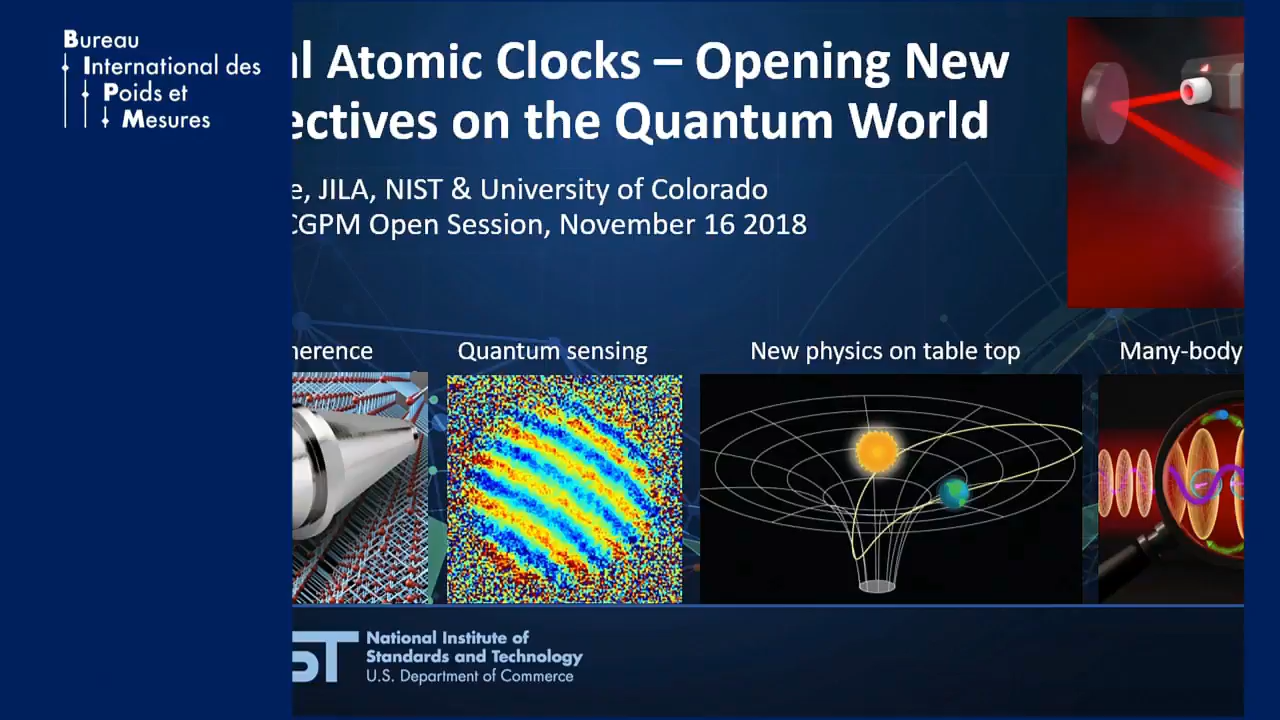 Bureau
International des
Poids et
Mesures
l Atomic Clocks – Opening New
ectives on the Quantum World
e, JILA, NIST & University of Colorado
CGPM Open Session, November 16 2018
herence
Quantum sensing
New physics on table top
Many-body
ST
National Institute of
Standards and Technology
U.S. Department of Commerce